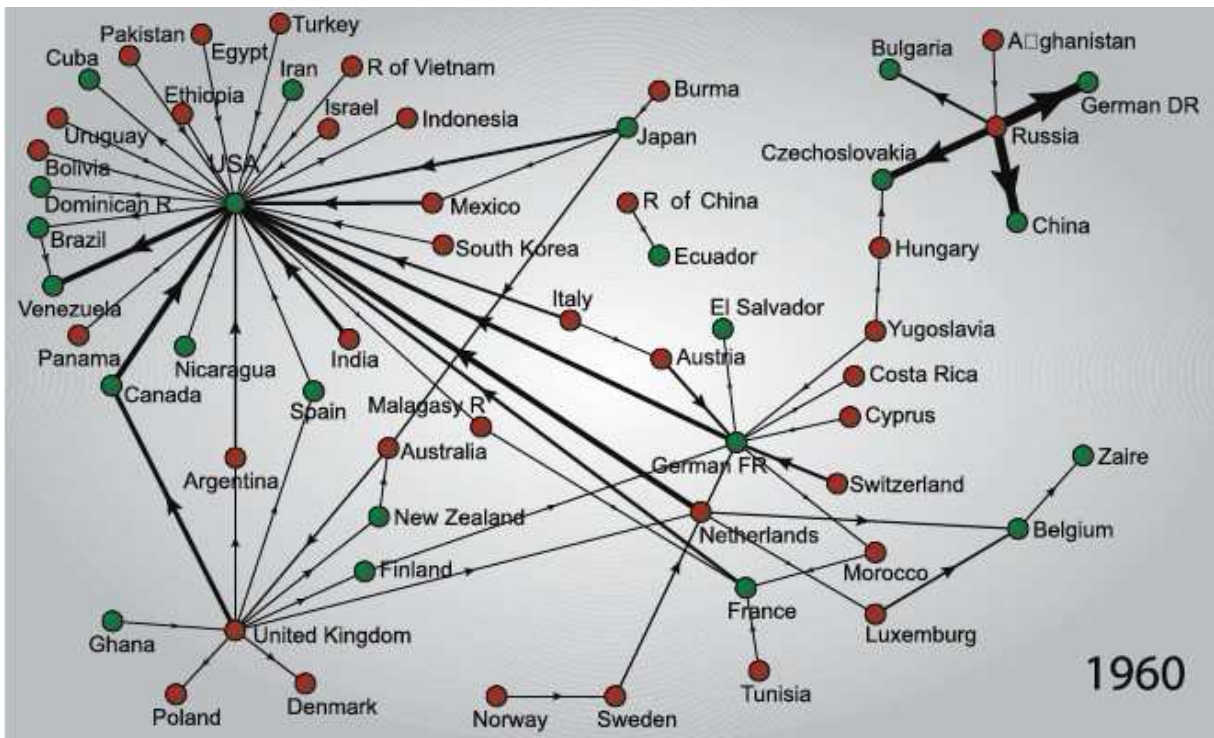 Turkey
Pakistan
Egypt
Cuba
Iran
R of Vietnam
Ethiopia
Israel
Indonesia
Uruguay
USA
Bolivia
Dominican R
Brazil
Venezuela
Panama
Nicaragua
India
Canada
Spain
Malagasy R
Argentina
Australia
New Zealand
Finland
Ghana
United Kingdom
Poland
Denmark
Norway
Sweden
Burma
Japan
Mexico
R of China
South Korea
Ecuador
Italy
El Salvador
Austria
Yugoslavia
Costa Rica
Cyprus
German FR
Switzerland
Netherlands
Morocco
France
Luxemburg
Tunisia
Zaire
Belgium
Bulgaria
A□ghanistan
German DR
Russia
Czechoslovakia
China
Hungary
1960